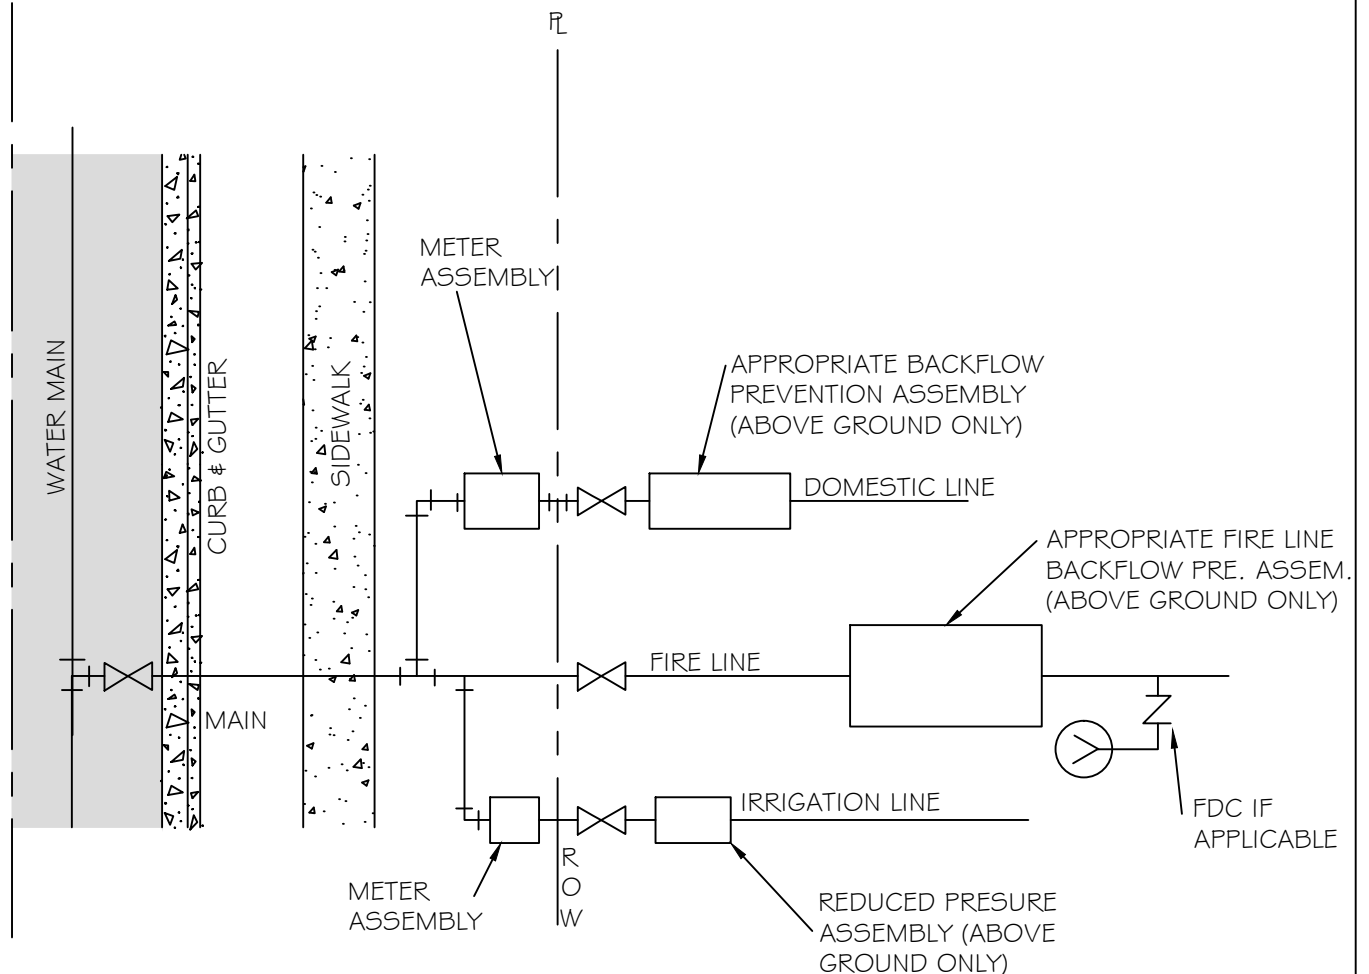 PL
METER
ASSEMBLY
WATER MAIN
CURB & GUTTER
SIDEWALK
APPROPRIATE BACKFLOW
PREVENTION ASSEMBLY
(ABOVE GROUND ONLY)
DOMESTIC LINE
APPROPRIATE FIRE LINE
BACKFLOW PRE. ASSEM.
(ABOVE GROUND ONLY)
FIRE LINE
MAIN
IRRIGATION LINE
FDC IF
APPLICABLE
METER
ASSEMBLY
R
O
W
REDUCED PRESURE
ASSEMBLY (ABOVE
GROUND ONLY)